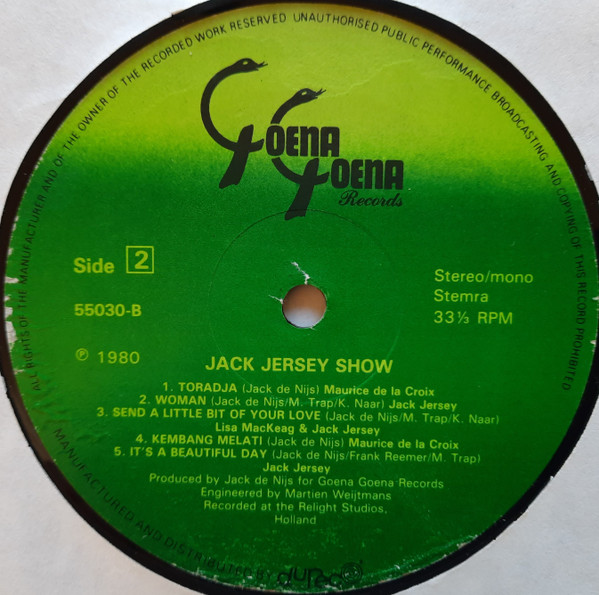 ALL RIGHTS OF THE MANUFACTURER AND OF THE OWNER OF THE RECORDED WORK RESERVED UNAUTHORISED PUBLIC PERFORMANCE BROADCASTING AND COPYING OF THIS RECORD PROHIBITED
GOENA
GOENA
Records
Side 2
55030-B
℗ 1980
Stereo/mono
Stemra
33⅓ RPM
JACK JERSEY SHOW
1. TORADJA (Jack de Nijs) Maurice de la Croix
2. WOMAN (Jack de Nijs/M. Trap/K. Naar) Jack Jersey
3. SEND A LITTLE BIT OF YOUR LOVE (Jack de Nijs/M. Trap/K. Naar)
Lisa MacKeag & Jack Jersey
4. KEMBANG MELATI (Jack de Nijs) Maurice de la Croix
5. IT'S A BEAUTIFUL DAY (Jack de Nijs/Frank Reemer/M. Trap)
Jack Jersey
Produced by Jack de Nijs for Goena Goena Records
Engineered by Martien Weijtmans
Recorded at the Relight Studios,
Holland
MANUFACTURED AND DISTRIBUTED BY dureco